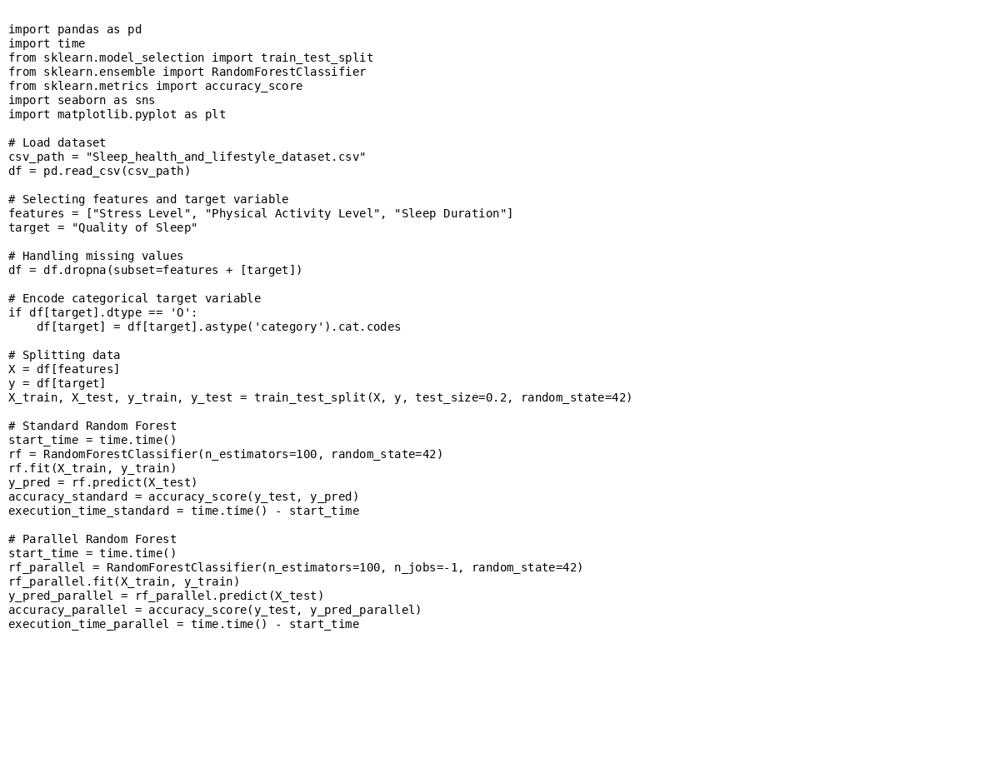 import pandas as pd
import time
from sklearn.model_selection import train_test_split
from sklearn.ensemble import RandomForestClassifier
from sklearn.metrics import accuracy_score
import seaborn as sns
import matplotlib.pyplot as plt

# Load dataset
csv_path = "Sleep_health_and_lifestyle_dataset.csv"
df = pd.read_csv(csv_path)

# Selecting features and target variable
features = ["Stress Level", "Physical Activity Level", "Sleep Duration"]
target = "Quality of Sleep"

# Handling missing values
df = df.dropna(subset=features + [target])

# Encode categorical target variable
if df[target].dtype == 'O':
    df[target] = df[target].astype('category').cat.codes

# Splitting data
X = df[features]
y = df[target]
X_train, X_test, y_train, y_test = train_test_split(X, y, test_size=0.2, random_state=42)

# Standard Random Forest
start_time = time.time()
rf = RandomForestClassifier(n_estimators=100, random_state=42)
rf.fit(X_train, y_train)
y_pred = rf.predict(X_test)
accuracy_standard = accuracy_score(y_test, y_pred)
execution_time_standard = time.time() - start_time

# Parallel Random Forest
start_time = time.time()
rf_parallel = RandomForestClassifier(n_estimators=100, n_jobs=-1, random_state=42)
rf_parallel.fit(X_train, y_train)
y_pred_parallel = rf_parallel.predict(X_test)
accuracy_parallel = accuracy_score(y_test, y_pred_parallel)
execution_time_parallel = time.time() - start_time